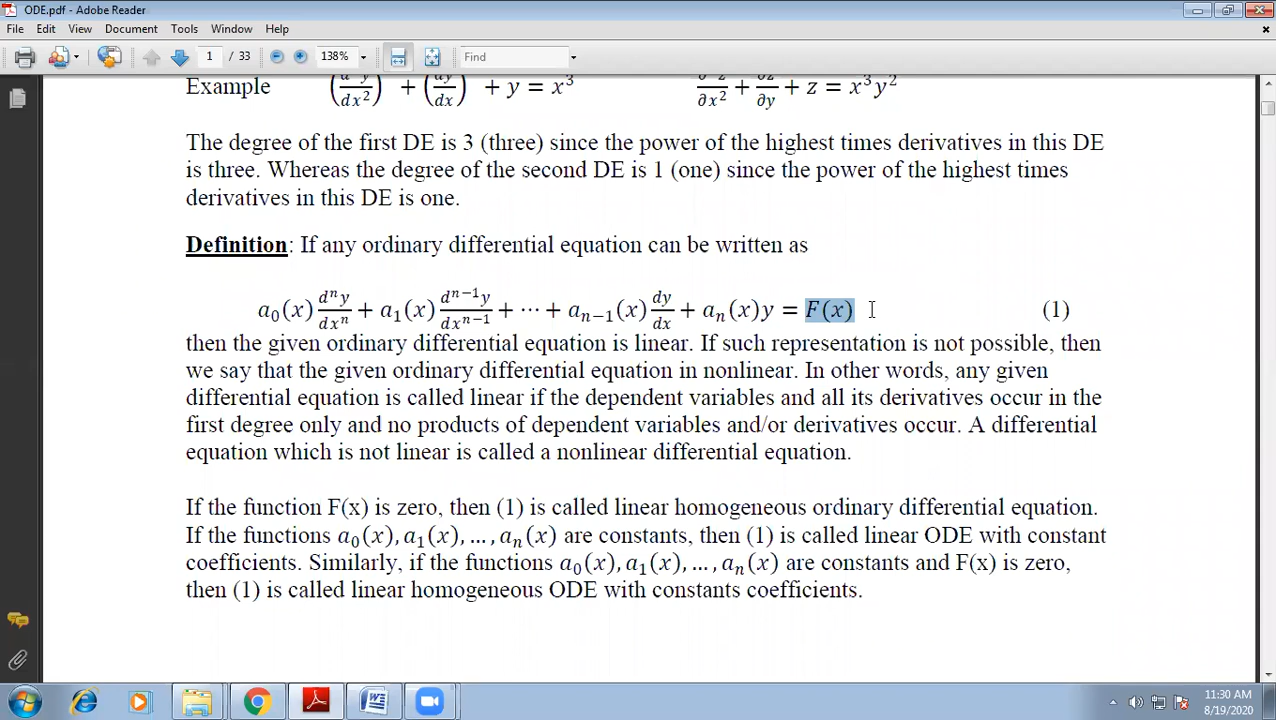 ODE.pdf - Adobe Reader
File Edit View Document Tools Window Help
1 / 33 138% Find
Example (d²y/dx²) + (dy/dx) + y = x³ ∂²z/∂x² + ∂z/∂y + z = x³y²
The degree of the first DE is 3 (three) since the power of the highest times derivatives in this DE
is three. Whereas the degree of the second DE is 1 (one) since the power of the highest times
derivatives in this DE is one.
Definition: If any ordinary differential equation can be written as
a₀(x) dⁿy/dxⁿ + a₁(x) dⁿ⁻¹y/dxⁿ⁻¹ + ⋯ + aₙ₋₁(x) dy/dx + aₙ(x)y = F(x) (1)
then the given ordinary differential equation is linear. If such representation is not possible, then
we say that the given ordinary differential equation in nonlinear. In other words, any given
differential equation is called linear if the dependent variables and all its derivatives occur in the
first degree only and no products of dependent variables and/or derivatives occur. A differential
equation which is not linear is called a nonlinear differential equation.
If the function F(x) is zero, then (1) is called linear homogeneous ordinary differential equation.
If the functions a₀(x), a₁(x), …, aₙ(x) are constants, then (1) is called linear ODE with constant
coefficients. Similarly, if the functions a₀(x), a₁(x), …, aₙ(x) are constants and F(x) is zero,
then (1) is called linear homogeneous ODE with constants coefficients.
11:30 AM
8/19/2020